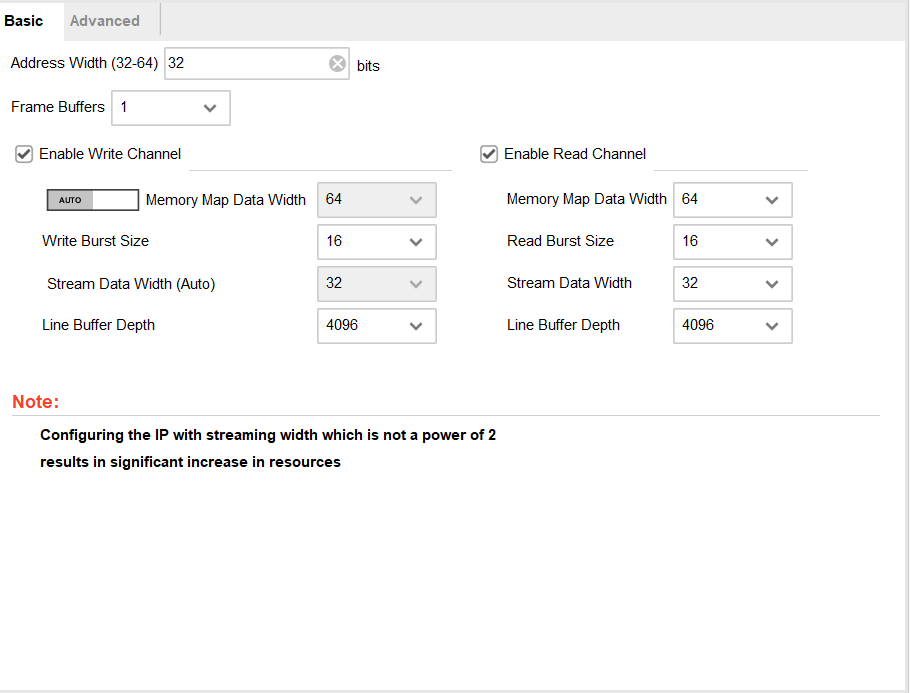 Basic Advanced
Address Width (32-64) 32 bits
Frame Buffers 1
Enable Write Channel
AUTO Memory Map Data Width 64
Write Burst Size 16
Stream Data Width (Auto) 32
Line Buffer Depth 4096
Enable Read Channel
Memory Map Data Width 64
Read Burst Size 16
Stream Data Width 32
Line Buffer Depth 4096
Note:
Configuring the IP with streaming width which is not a power of 2
results in significant increase in resources